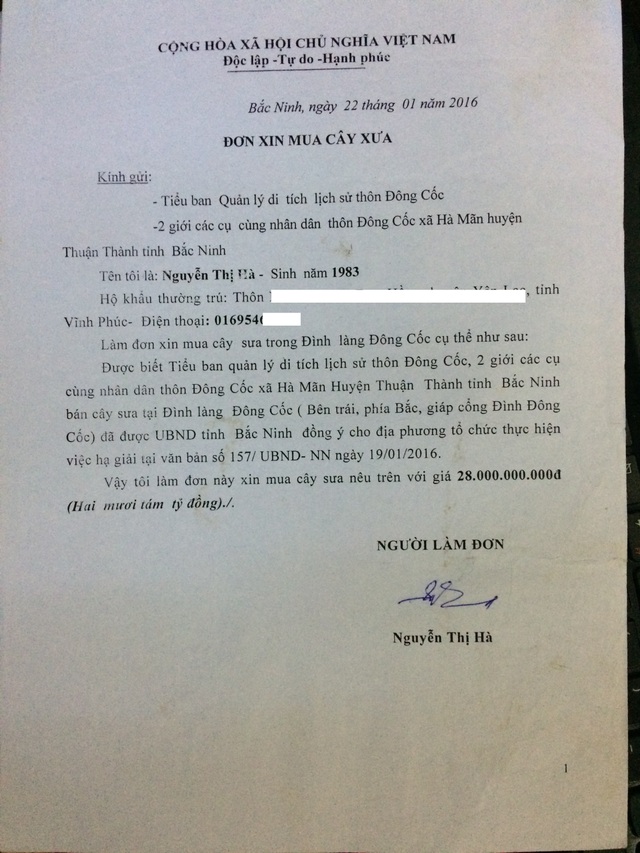 CỘNG HÒA XÃ HỘI CHỦ NGHĨA VIỆT NAM
Độc lập -Tự do -Hạnh phúc
Bắc Ninh, ngày 22 tháng 01 năm 2016
ĐƠN XIN MUA CÂY XƯA
Kính gửi:
- Tiểu ban Quản lý di tích lịch sử thôn Đông Cốc
-2 giới các cụ cùng nhân dân thôn Đông Cốc xã Hà Mãn huyện
Thuận Thành tỉnh Bắc Ninh
Tên tôi là: Nguyễn Thị Hà - Sinh năm 1983
Hộ khẩu thường trú: Thôn , tỉnh
Vĩnh Phúc- Điện thoại: 016954
Làm đơn xin mua cây sưa trong Đình làng Đông Cốc cụ thể như sau:
Được biết Tiểu ban quản lý di tích lịch sử thôn Đông Cốc, 2 giới các cụ
cùng nhân dân thôn Đông Cốc xã Hà Mãn Huyện Thuận Thành tỉnh Bắc Ninh
bán cây sưa tại Đình làng Đông Cốc ( Bên trái, phía Bắc, giáp cổng Đình Đông
Cốc) đã được UBND tỉnh Bắc Ninh đồng ý cho địa phương tổ chức thực hiện
việc hạ giải tại văn bản số 157/ UBND- NN ngày 19/01/2016.
Vậy tôi làm đơn này xin mua cây sưa nêu trên với giá 28.000.000.000đ
(Hai mươi tám tỷ đồng)./.
NGƯỜI LÀM ĐƠN
Nguyễn Thị Hà
1